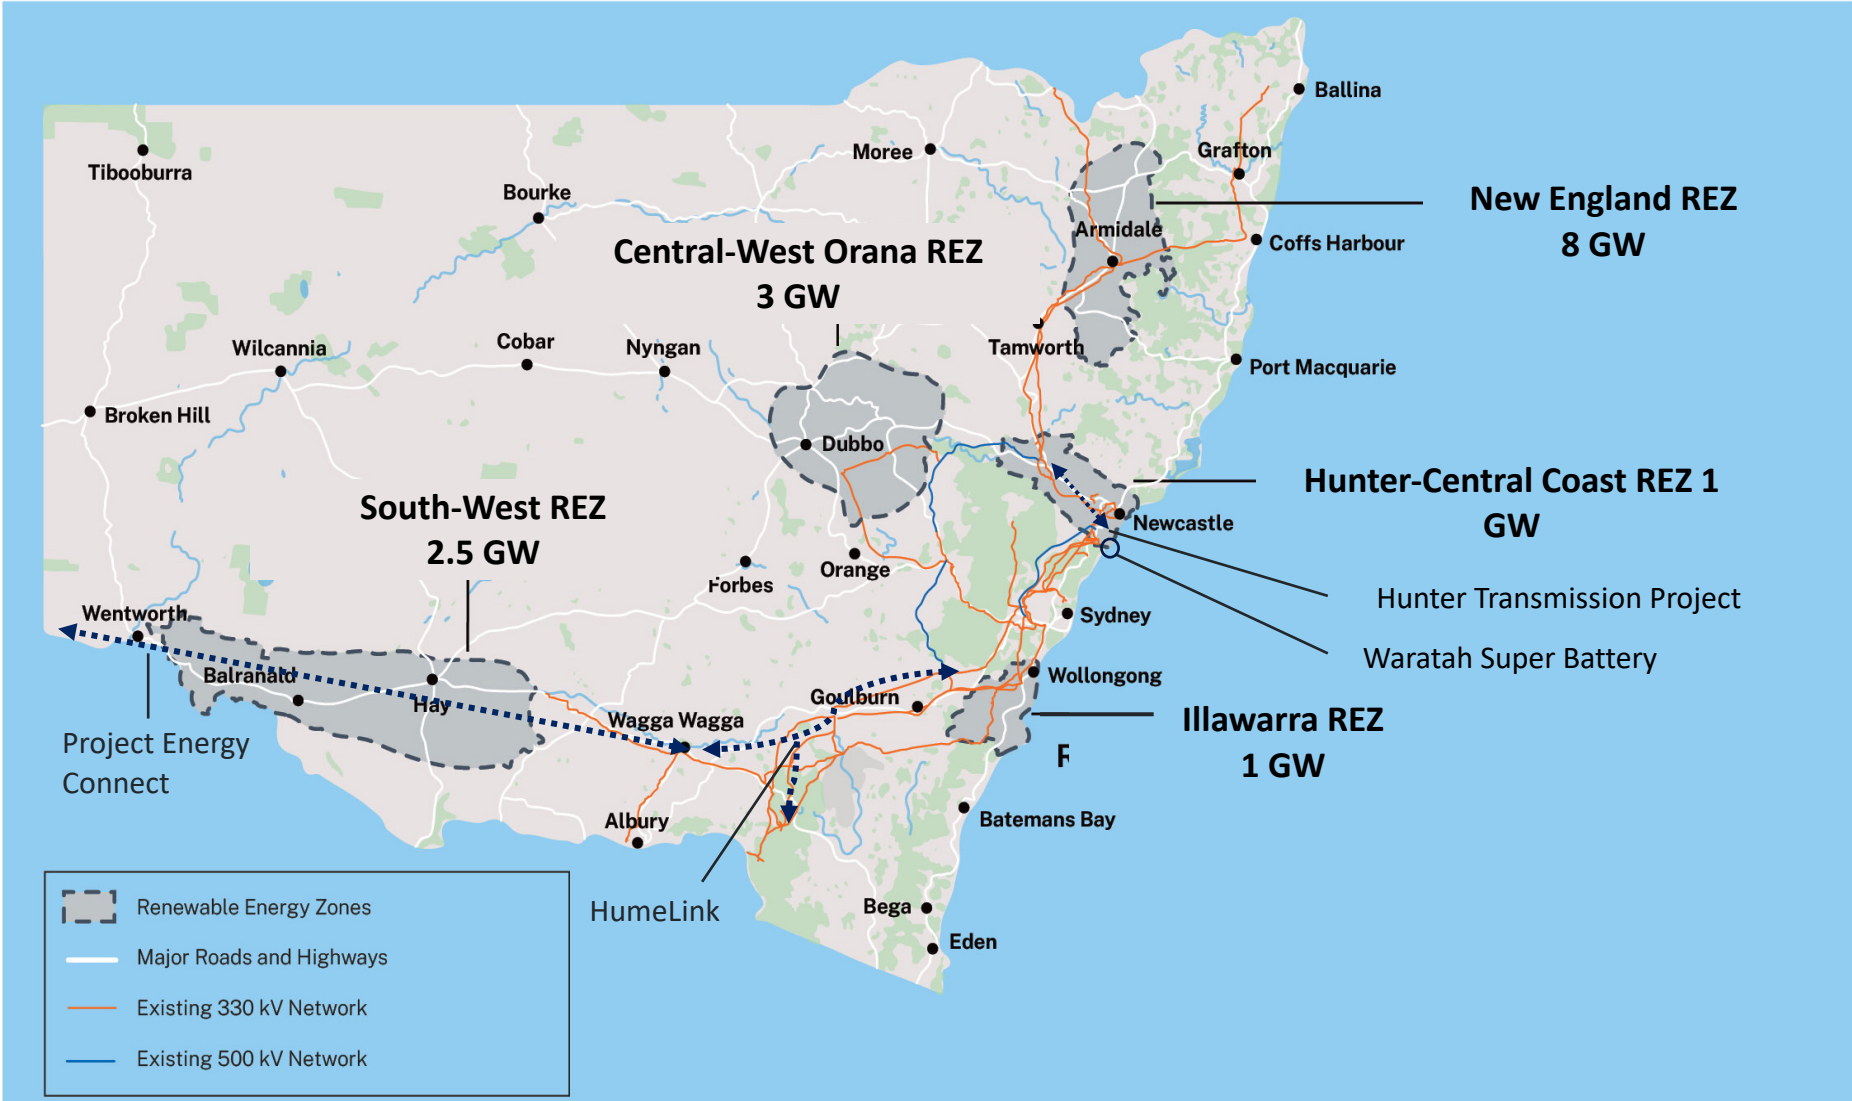 Ballina
Grafton
Moree
Tibooburra
Bourke
New England REZ
8 GW
Armidale
Coffs Harbour
Central-West Orana REZ
3 GW
Wilcannia
Cobar
Nyngan
Tamworth
Port Macquarie
Broken Hill
Dubbo
Hunter-Central Coast REZ 1
GW
South-West REZ
2.5 GW
Newcastle
Orange
Forbes
Hunter Transmission Project
Wentworth
Sydney
Waratah Super Battery
Balranald
Hay
Goulburn
Wollongong
Wagga Wagga
Illawarra REZ
1 GW
R
Project Energy
Connect
Albury
Batemans Bay
HumeLink
Bega
Eden
Renewable Energy Zones
Major Roads and Highways
Existing 330 kV Network
Existing 500 kV Network